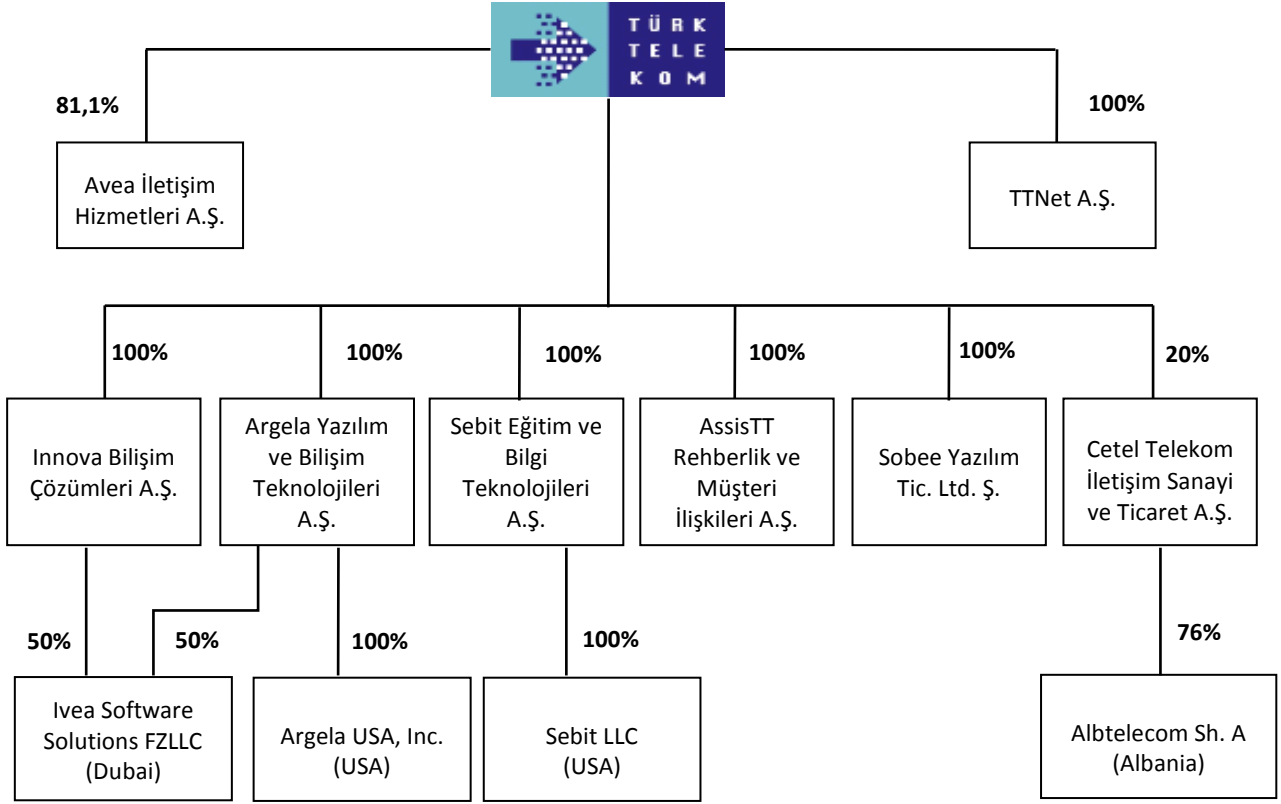 TÜRK
TELE
KOM
81,1%
100%
Avea İletişim
Hizmetleri A.Ş.
TTNet A.Ş.
100%
100%
100%
100%
100%
20%
Innova Bilişim
Çözümleri A.Ş.
Argela Yazılım
ve Bilişim
Teknolojileri
A.Ş.
Sebit Eğitim ve
Bilgi
Teknolojileri
A.Ş.
AssisTT
Rehberlik ve
Müşteri
İlişkileri A.Ş.
Sobee Yazılım
Tic. Ltd. Ş.
Cetel Telekom
İletişim Sanayi
ve Ticaret A.Ş.
50%
50%
100%
100%
76%
Ivea Software
Solutions FZLLC
(Dubai)
Argela USA, Inc.
(USA)
Sebit LLC
(USA)
Albtelecom Sh. A
(Albania)